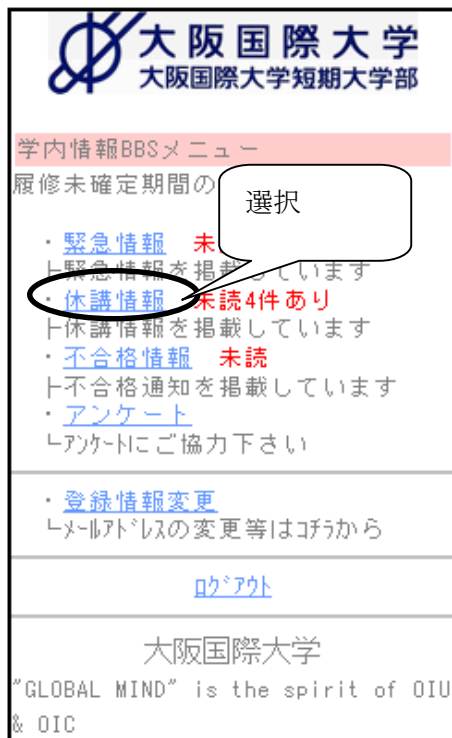 大阪国際大学
大阪国際大学短期大学部
学内情報BBSメニュー
履修未確定期間の
選択
・緊急情報 未
├緊急情報を掲載しています
・休講情報 未読4件あり
├休講情報を掲載しています
・不合格情報 未読
├不合格通知を掲載しています
・アンケート
└ｱﾝｹｰﾄにご協力下さい
・登録情報変更
└ﾒｰﾙｱﾄﾞﾚｽの変更等はｺﾁﾗから
ﾛｸﾞｱｳﾄ
大阪国際大学
"GLOBAL MIND" is the spirit of OIU
& OIC